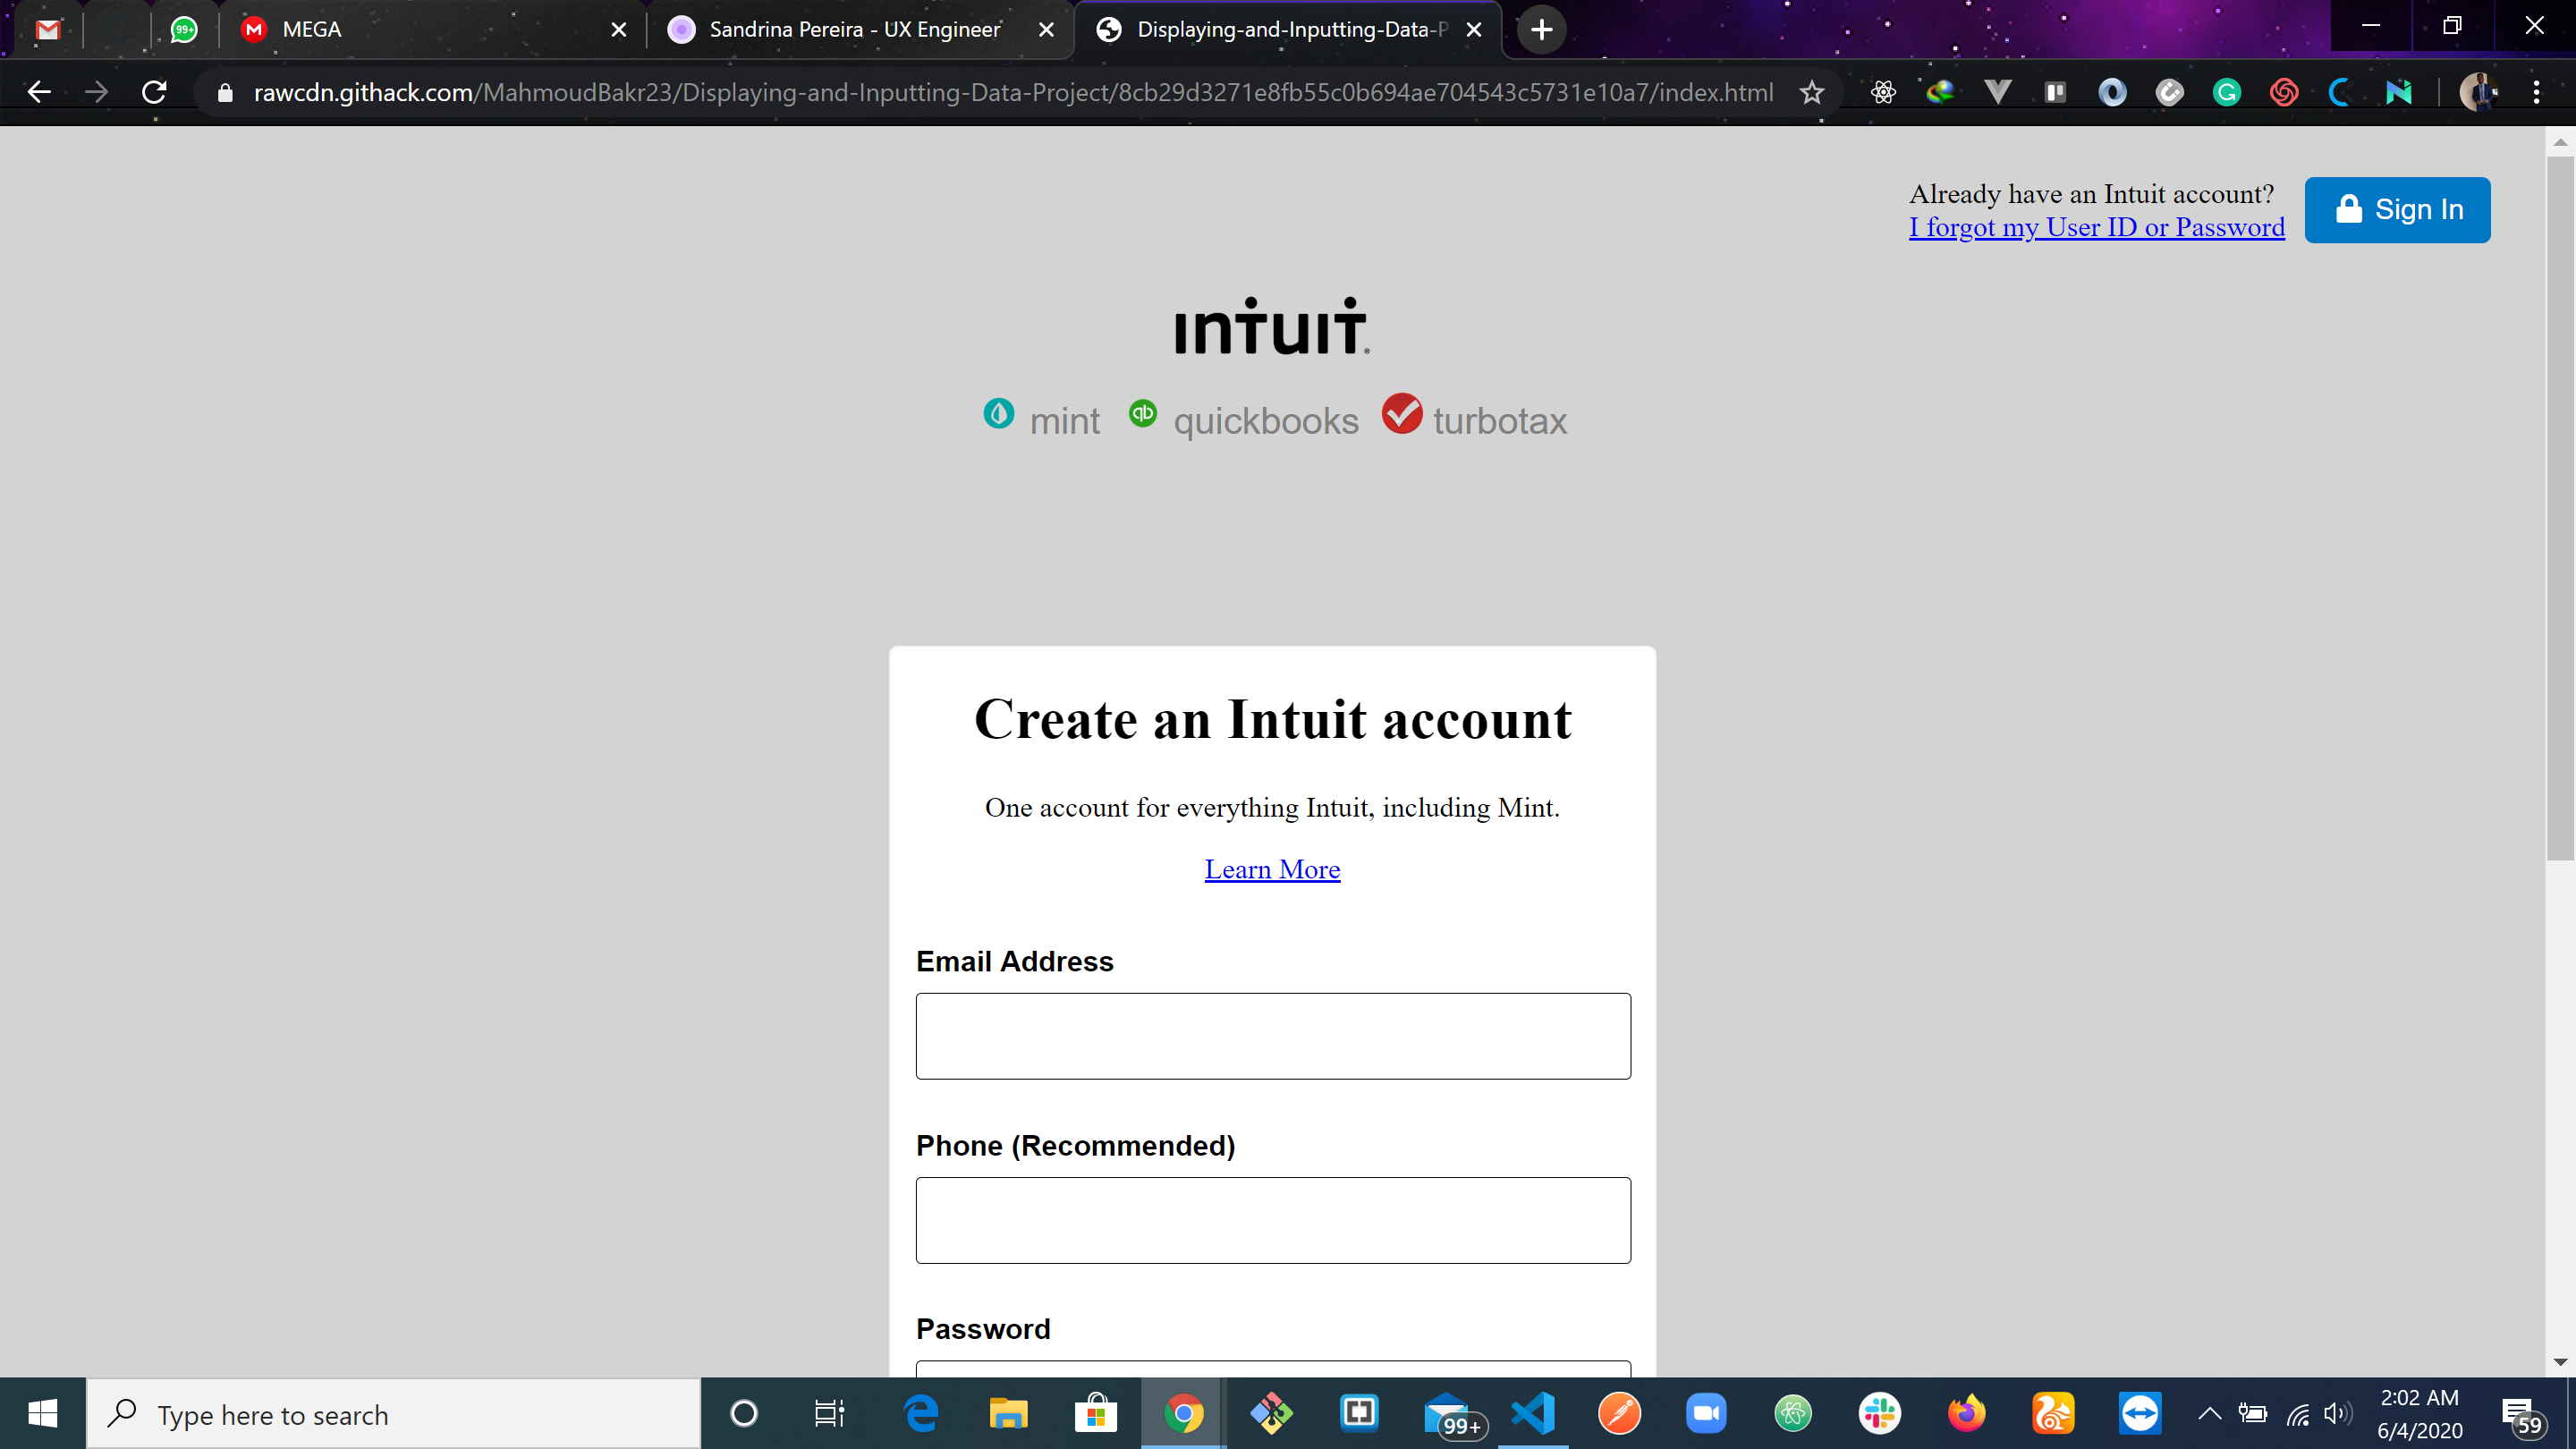 99+
MEGA
Sandrina Pereira - UX Engineer
Displaying-and-Inputting-Data-P
rawcdn.githack.com/MahmoudBakr23/Displaying-and-Inputting-Data-Project/8cb29d3271e8fb55c0b694ae704543c5731e10a7/index.html
Already have an Intuit account?
I forgot my User ID or Password
Sign In
intuit
mint
qb
quickbooks
turbotax
Create an Intuit account
One account for everything Intuit, including Mint.
Learn More
Email Address
Phone (Recommended)
Password
Type here to search
99+
2:02 AM
6/4/2020
59